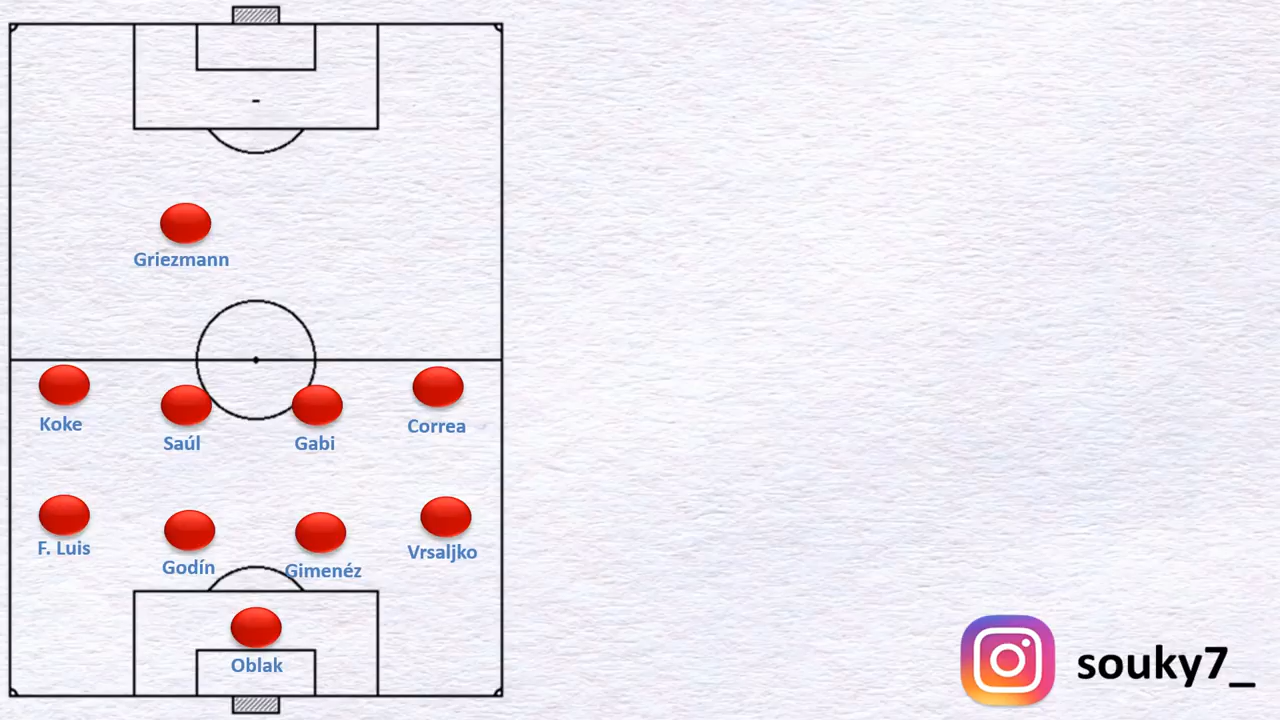 Griezmann
Koke
Saúl
Gabi
Correa
F. Luis
Godín
Gimenéz
Vrsaljko
Oblak
souky7_